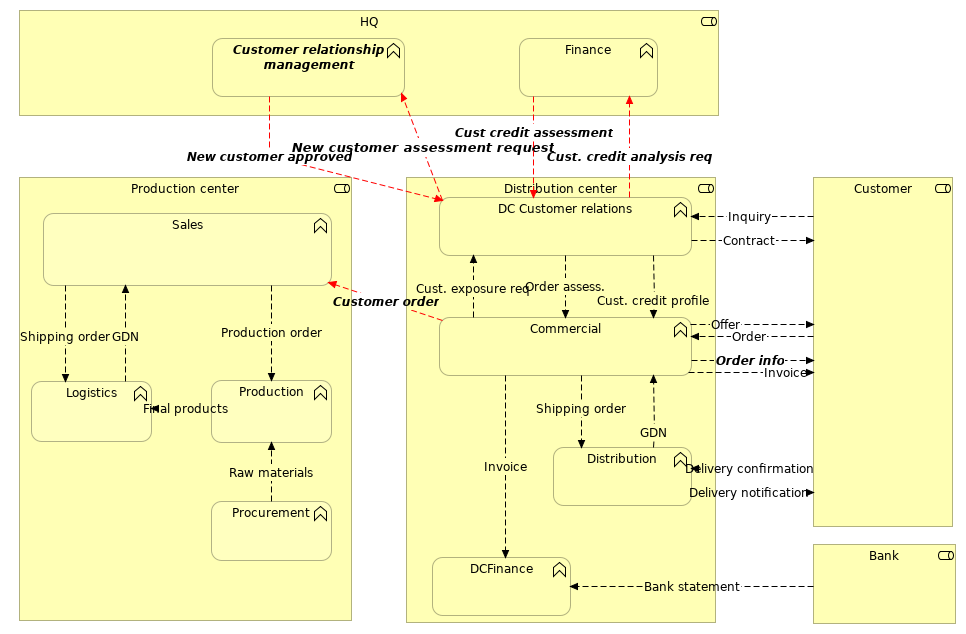 HQ
Customer relationship
management
Finance
Cust credit assessment
New customer assessment request
New customer approved
Cust. credit analysis req
Production center
Distribution center
Customer
Sales
DC Customer relations
Inquiry
Contract
Cust. exposure req
Order assess.
Cust. credit profile
Customer order
Shipping order
GDN
Production order
Commercial
Offer
Order
Order info
Invoice
Logistics
Production
Final products
Shipping order
GDN
Raw materials
Invoice
Distribution
Delivery confirmation
Delivery notification
Procurement
DCFinance
Bank
Bank statement